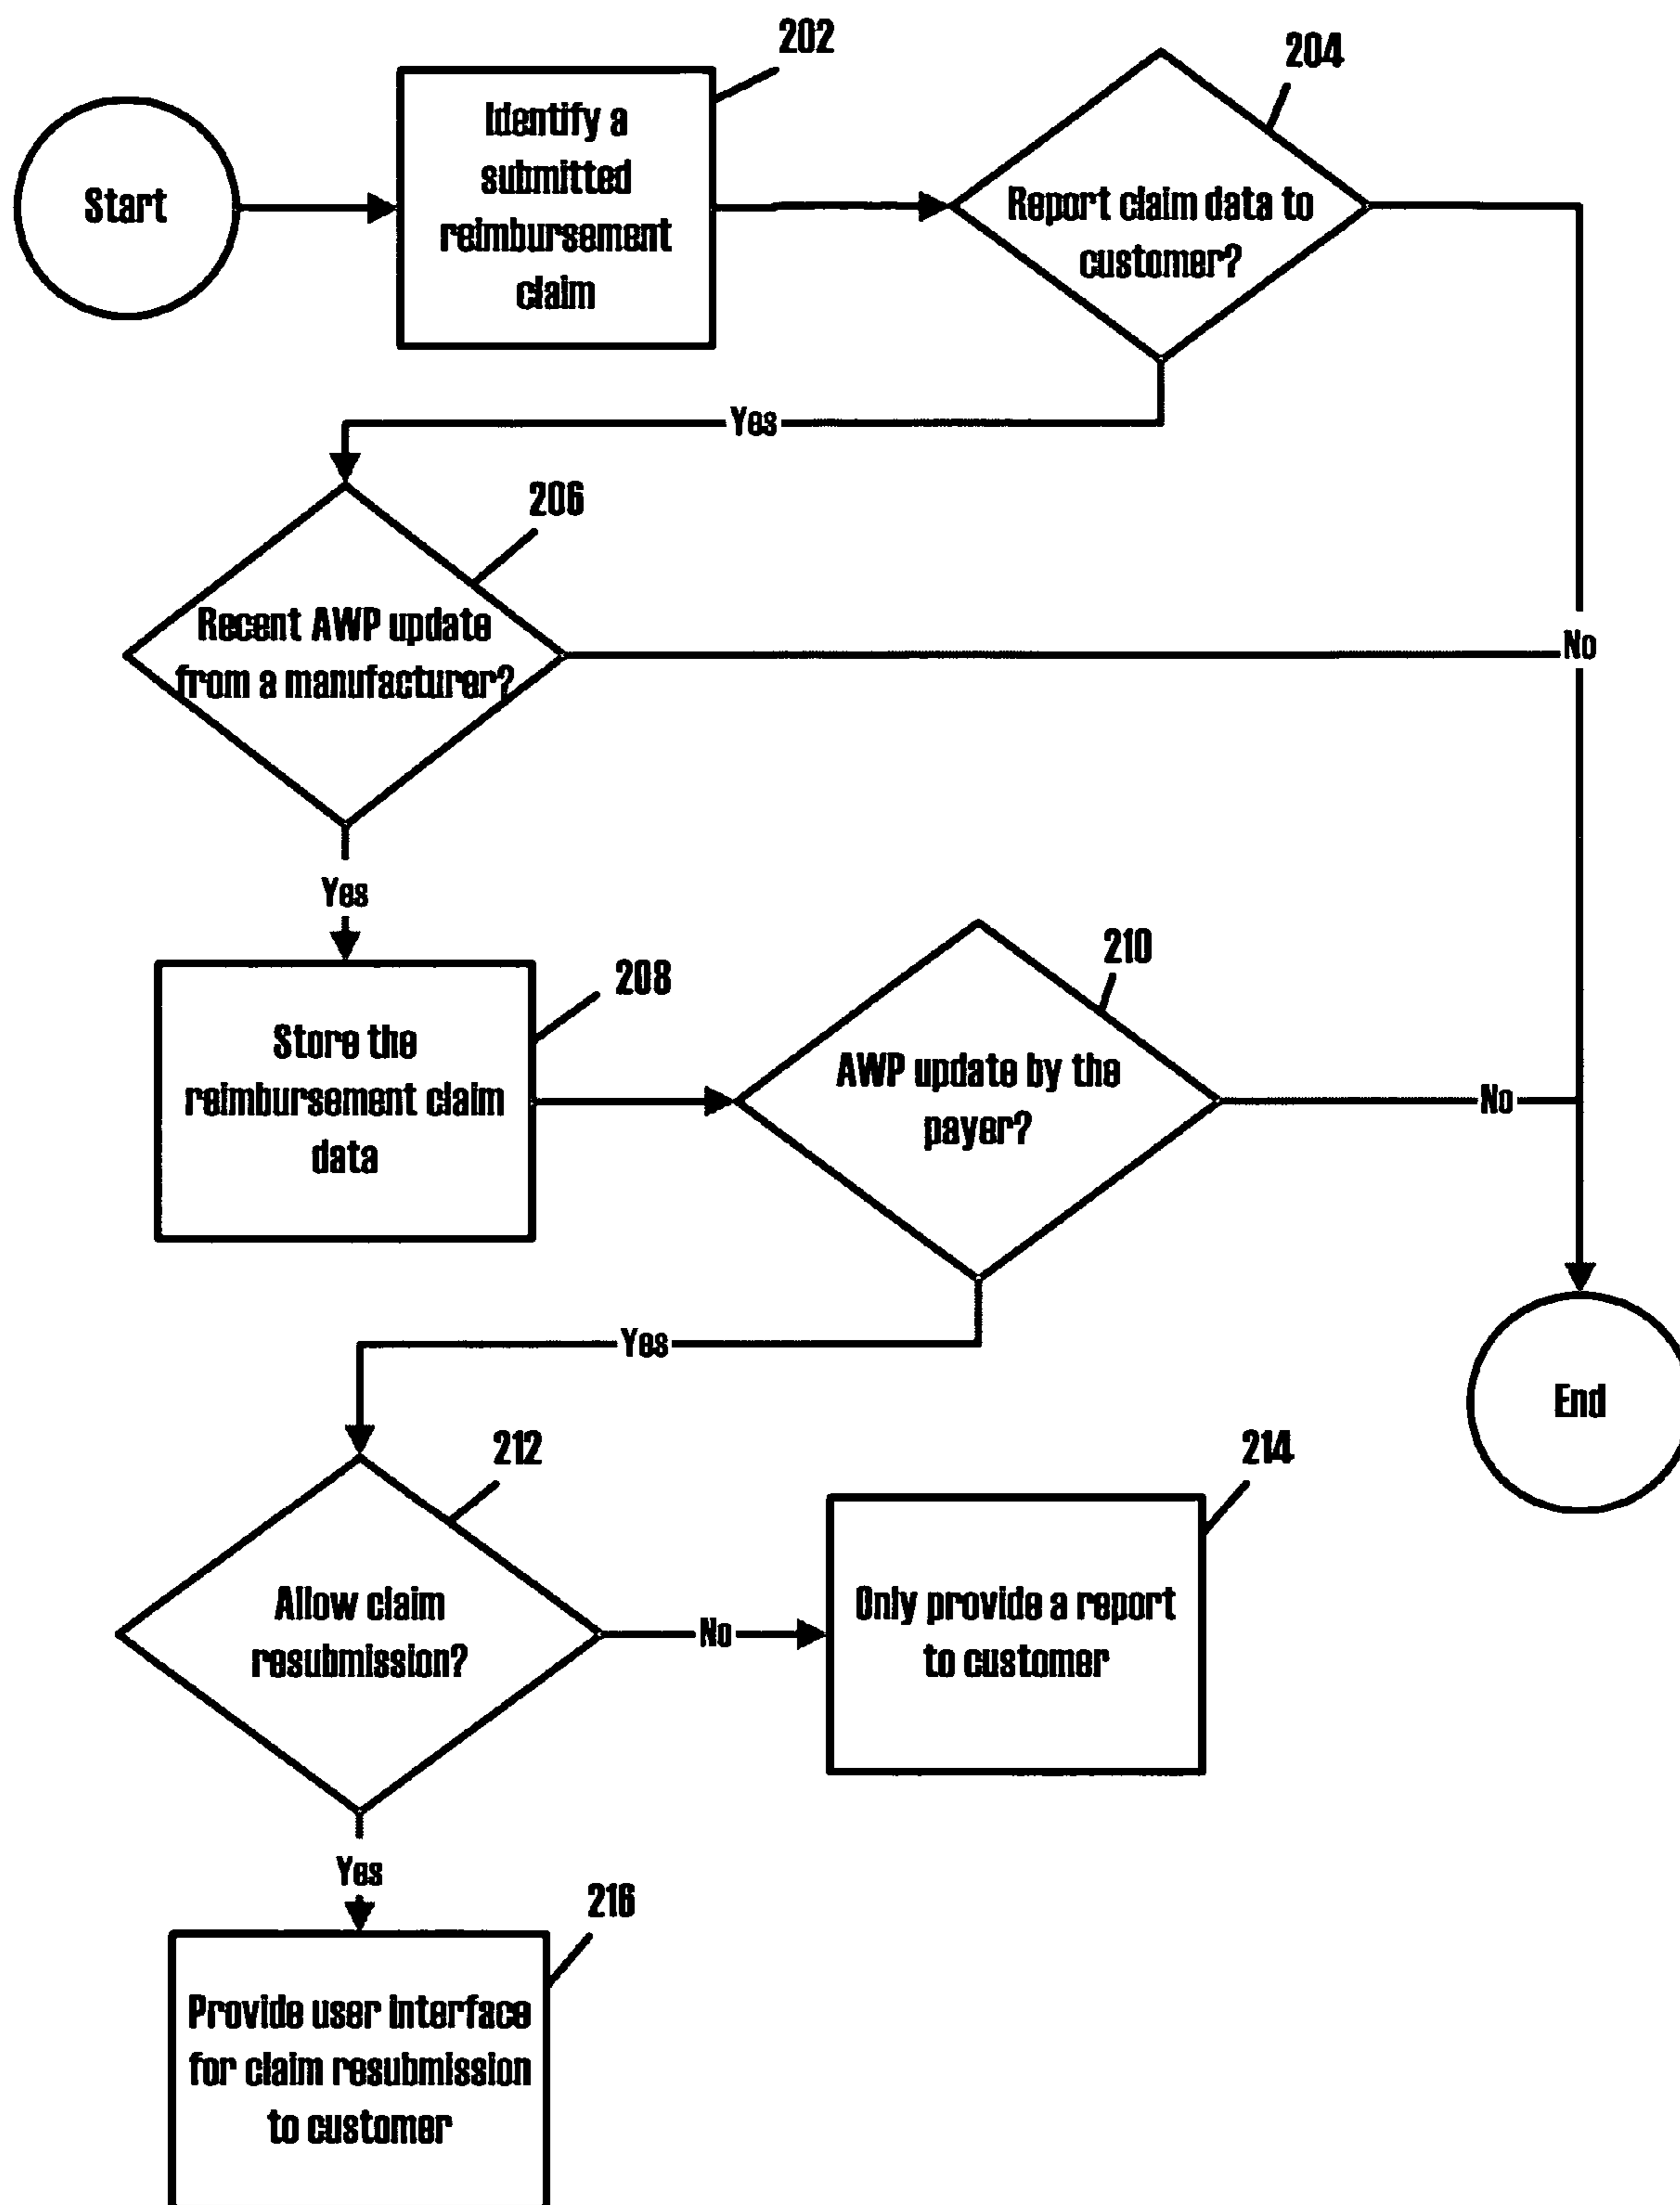 202
204
Start
Identify a
submitted
reimbursement
claim
Report claim data to
customer?
Yes
206
Recent AWP update
from a manufacturer?
No
Yes
208
210
Store the
reimbursement claim
data
AWP update by the
payer?
No
Yes
End
212
214
Allow claim
resubmission?
No
Only provide a report
to customer
Yes
216
Provide user interface
for claim resubmission
to customer